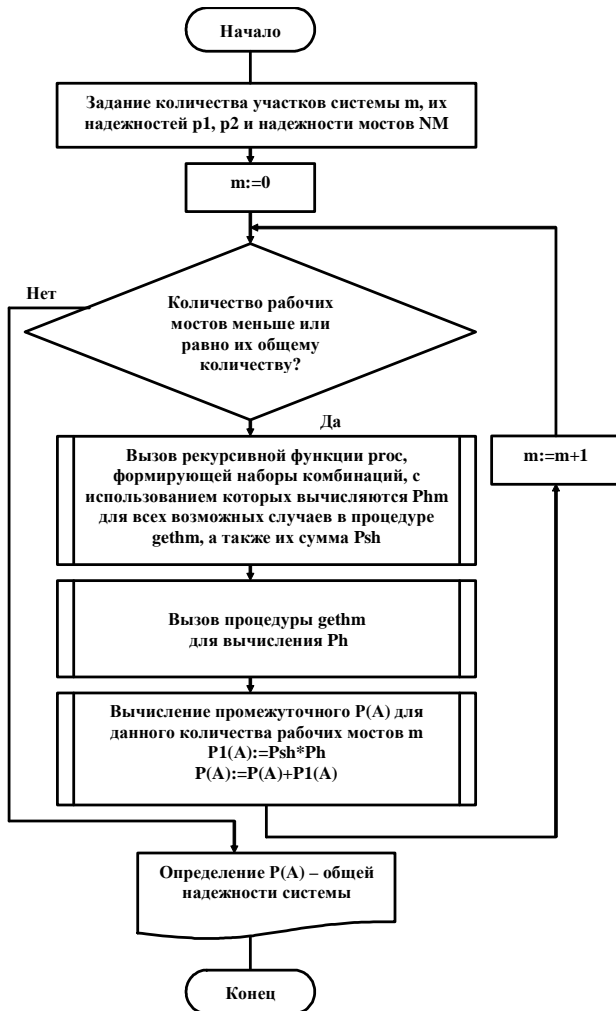 Начало
Задание количества участков системы m, их
надежностей p1, p2 и надежности мостов NM
m:=0
Нет
Количество рабочих
мостов меньше или
равно их общему
количеству?
Да
Вызов рекурсивной функции proc,
формирующей наборы комбинаций, с
использованием которых вычисляются Phm
для всех возможных случаев в процедуре
gethm, а также их сумма Psh
m:=m+1
Вызов процедуры gethm
для вычисления Ph
Вычисление промежуточного P(A) для
данного количества рабочих мостов m
P1(A):=Psh*Ph
P(A):=P(A)+P1(A)
Определение P(A) – общей
надежности системы
Конец